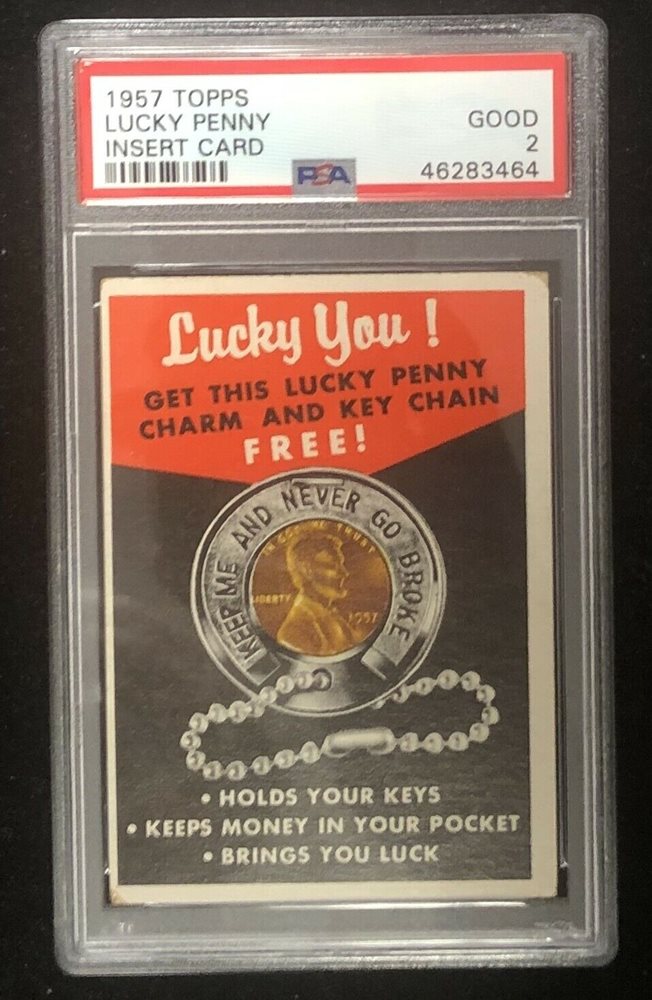 1957 TOPPS
LUCKY PENNY
INSERT CARD
GOOD
2
PSA
46283464
Lucky You !
GET THIS LUCKY PENNY
CHARM AND KEY CHAIN
FREE!
KEEP ME AND NEVER GO BROKE
IN GOD WE TRUST
LIBERTY
1957
• HOLDS YOUR KEYS
• KEEPS MONEY IN YOUR POCKET
• BRINGS YOU LUCK